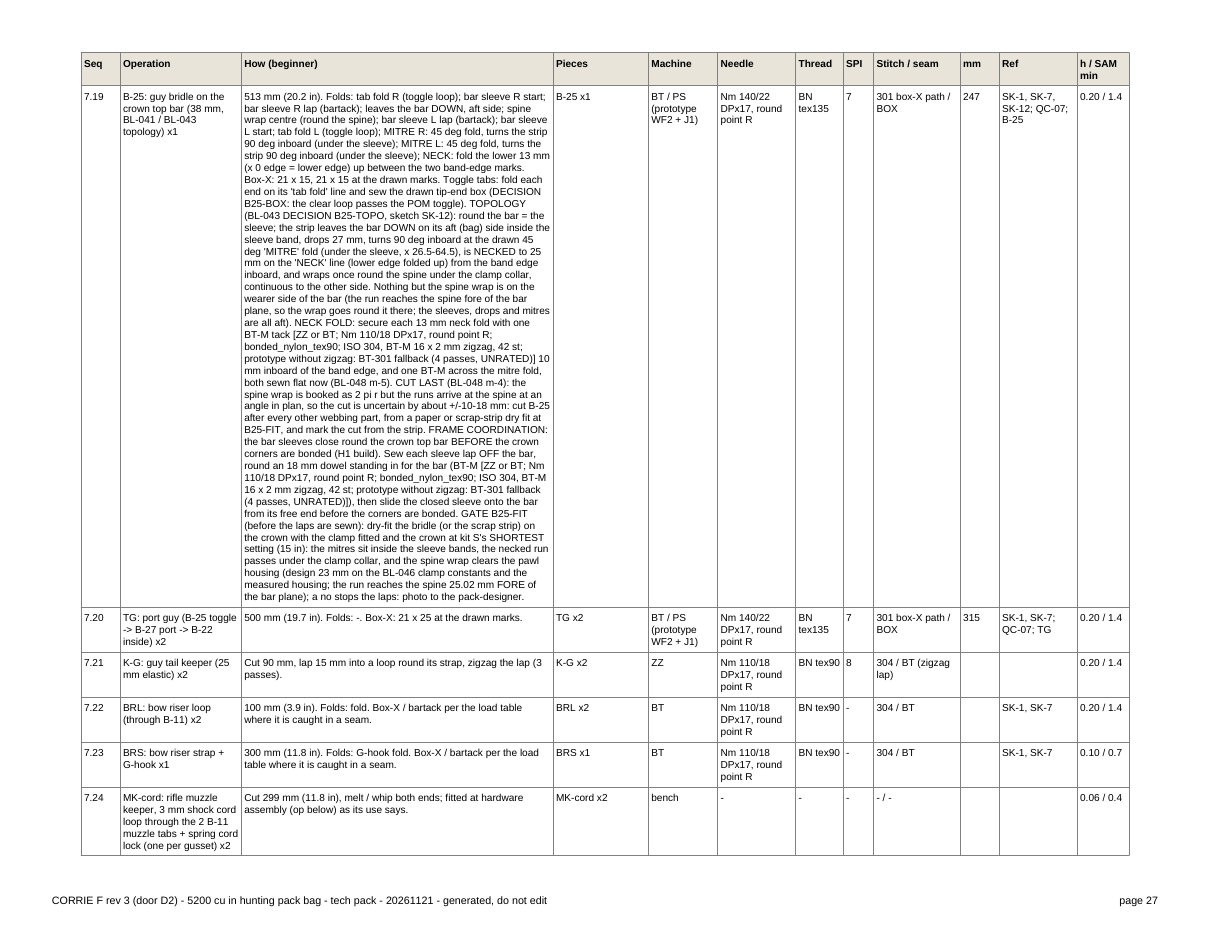 Seq Operation How (beginner) Pieces Machine Needle Thread SPI Stitch / seam mm Ref h / SAM
min
7.19
B-25: guy bridle on the
crown top bar (38 mm,
BL-041 / BL-043
topology) x1
513 mm (20.2 in). Folds: tab fold R (toggle loop); bar sleeve R start;
bar sleeve R lap (bartack); leaves the bar DOWN, aft side; spine
wrap centre (round the spine); bar sleeve L lap (bartack); bar sleeve
L start; tab fold L (toggle loop); MITRE R: 45 deg fold, turns the strip
90 deg inboard (under the sleeve); MITRE L: 45 deg fold, turns the
strip 90 deg inboard (under the sleeve); NECK: fold the lower 13 mm
(x 0 edge = lower edge) up between the two band-edge marks.
Box-X: 21 x 15, 21 x 15 at the drawn marks. Toggle tabs: fold each
end on its 'tab fold' line and sew the drawn tip-end box (DECISION
B25-BOX: the clear loop passes the POM toggle). TOPOLOGY
(BL-043 DECISION B25-TOPO, sketch SK-12): round the bar = the
sleeve; the strip leaves the bar DOWN on its aft (bag) side inside the
sleeve band, drops 27 mm, turns 90 deg inboard at the drawn 45
deg 'MITRE' fold (under the sleeve, x 26.5-64.5), is NECKED to 25
mm on the 'NECK' line (lower edge folded up) from the band edge
inboard, and wraps once round the spine under the clamp collar,
continuous to the other side. Nothing but the spine wrap is on the
wearer side of the bar (the run reaches the spine fore of the bar
plane, so the wrap goes round it there; the sleeves, drops and mitres
are all aft). NECK FOLD: secure each 13 mm neck fold with one
BT-M tack [ZZ or BT; Nm 110/18 DPx17, round point R;
bonded_nylon_tex90; ISO 304, BT-M 16 x 2 mm zigzag, 42 st;
prototype without zigzag: BT-301 fallback (4 passes, UNRATED)] 10
mm inboard of the band edge, and one BT-M across the mitre fold,
both sewn flat now (BL-048 m-5). CUT LAST (BL-048 m-4): the
spine wrap is booked as 2 pi r but the runs arrive at the spine at an
angle in plan, so the cut is uncertain by about +/-10-18 mm: cut B-25
after every other webbing part, from a paper or scrap-strip dry fit at
B25-FIT, and mark the cut from the strip. FRAME COORDINATION:
the bar sleeves close round the crown top bar BEFORE the crown
corners are bonded (H1 build). Sew each sleeve lap OFF the bar,
round an 18 mm dowel standing in for the bar (BT-M [ZZ or BT; Nm
110/18 DPx17, round point R; bonded_nylon_tex90; ISO 304, BT-M
16 x 2 mm zigzag, 42 st; prototype without zigzag: BT-301 fallback
(4 passes, UNRATED)]), then slide the closed sleeve onto the bar
from its free end before the corners are bonded. GATE B25-FIT
(before the laps are sewn): dry-fit the bridle (or the scrap strip) on
the crown with the clamp fitted and the crown at kit S's SHORTEST
setting (15 in): the mitres sit inside the sleeve bands, the necked run
passes under the clamp collar, and the spine wrap clears the pawl
housing (design 23 mm on the BL-046 clamp constants and the
measured housing; the run reaches the spine 25.02 mm FORE of
the bar plane); a no stops the laps: photo to the pack-designer.
B-25 x1
BT / PS
(prototype
WF2 + J1)
Nm 140/22
DPx17, round
point R
BN
tex135
7
301 box-X path /
BOX
247
SK-1, SK-7,
SK-12; QC-07;
B-25
0.20 / 1.4
7.20
TG: port guy (B-25 toggle
-> B-27 port -> B-22
inside) x2
500 mm (19.7 in). Folds: -. Box-X: 21 x 25 at the drawn marks.
TG x2
BT / PS
(prototype
WF2 + J1)
Nm 140/22
DPx17, round
point R
BN
tex135
7
301 box-X path /
BOX
315
SK-1, SK-7;
QC-07; TG
0.20 / 1.4
7.21
K-G: guy tail keeper (25
mm elastic) x2
Cut 90 mm, lap 15 mm into a loop round its strap, zigzag the lap (3
passes).
K-G x2
ZZ
Nm 110/18
DPx17, round
point R
BN tex90
8
304 / BT (zigzag
lap)
0.20 / 1.4
7.22
BRL: bow riser loop
(through B-11) x2
100 mm (3.9 in). Folds: fold. Box-X / bartack per the load table
where it is caught in a seam.
BRL x2
BT
Nm 110/18
DPx17, round
point R
BN tex90
-
304 / BT
SK-1, SK-7
0.20 / 1.4
7.23
BRS: bow riser strap +
G-hook x1
300 mm (11.8 in). Folds: G-hook fold. Box-X / bartack per the load
table where it is caught in a seam.
BRS x1
BT
Nm 110/18
DPx17, round
point R
BN tex90
-
304 / BT
SK-1, SK-7
0.10 / 0.7
7.24
MK-cord: rifle muzzle
keeper, 3 mm shock cord
loop through the 2 B-11
muzzle tabs + spring cord
lock (one per gusset) x2
Cut 299 mm (11.8 in), melt / whip both ends; fitted at hardware
assembly (op below) as its use says.
MK-cord x2
bench
-
-
-
- / -
0.06 / 0.4
CORRIE F rev 3 (door D2) - 5200 cu in hunting pack bag - tech pack - 20261121 - generated, do not edit
page 27